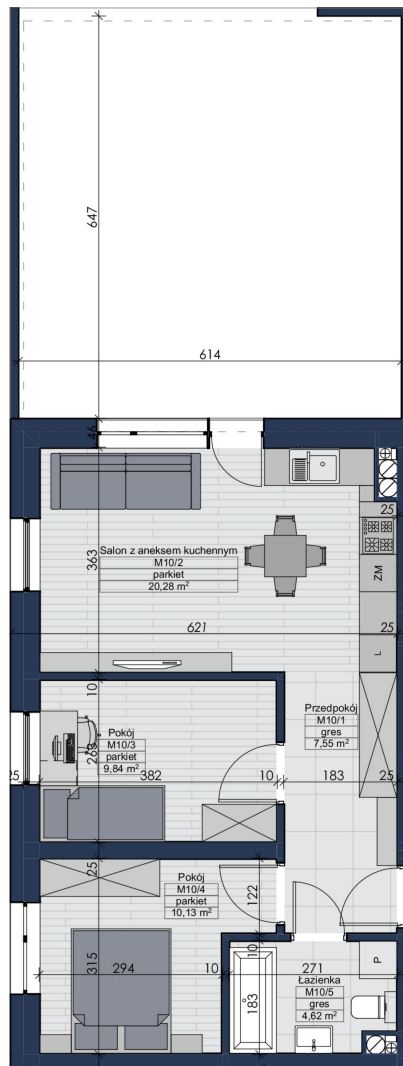 647
614
46
25
Salon z aneksem kuchennym
M10/2
parkiet
20,28 m²
363
ZM
621
25
L
10
Pokój
M10/3
parkiet
9,84 m²
263
Przedpokój
M10/1
gres
7,55 m²
25
382
10
183
25
25
Pokój
M10/4
parkiet
10,13 m²
122
10
315
294
10
271
P
183
Łazienka
M10/5
gres
4,62 m²